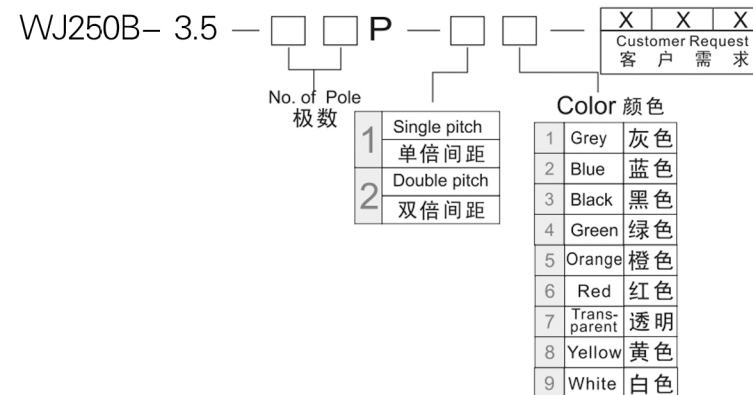 WJ250B- 3.5 — □ □ P — □ □ — X X X
Customer Request
客户需求
No. of Pole
极数
1 Single pitch
单倍间距
2 Double pitch
双倍间距
Color 颜色
1 Grey 灰色
2 Blue 蓝色
3 Black 黑色
4 Green 绿色
5 Orange 橙色
6 Red 红色
7 Trans-
parent 透明
8 Yellow 黄色
9 White 白色